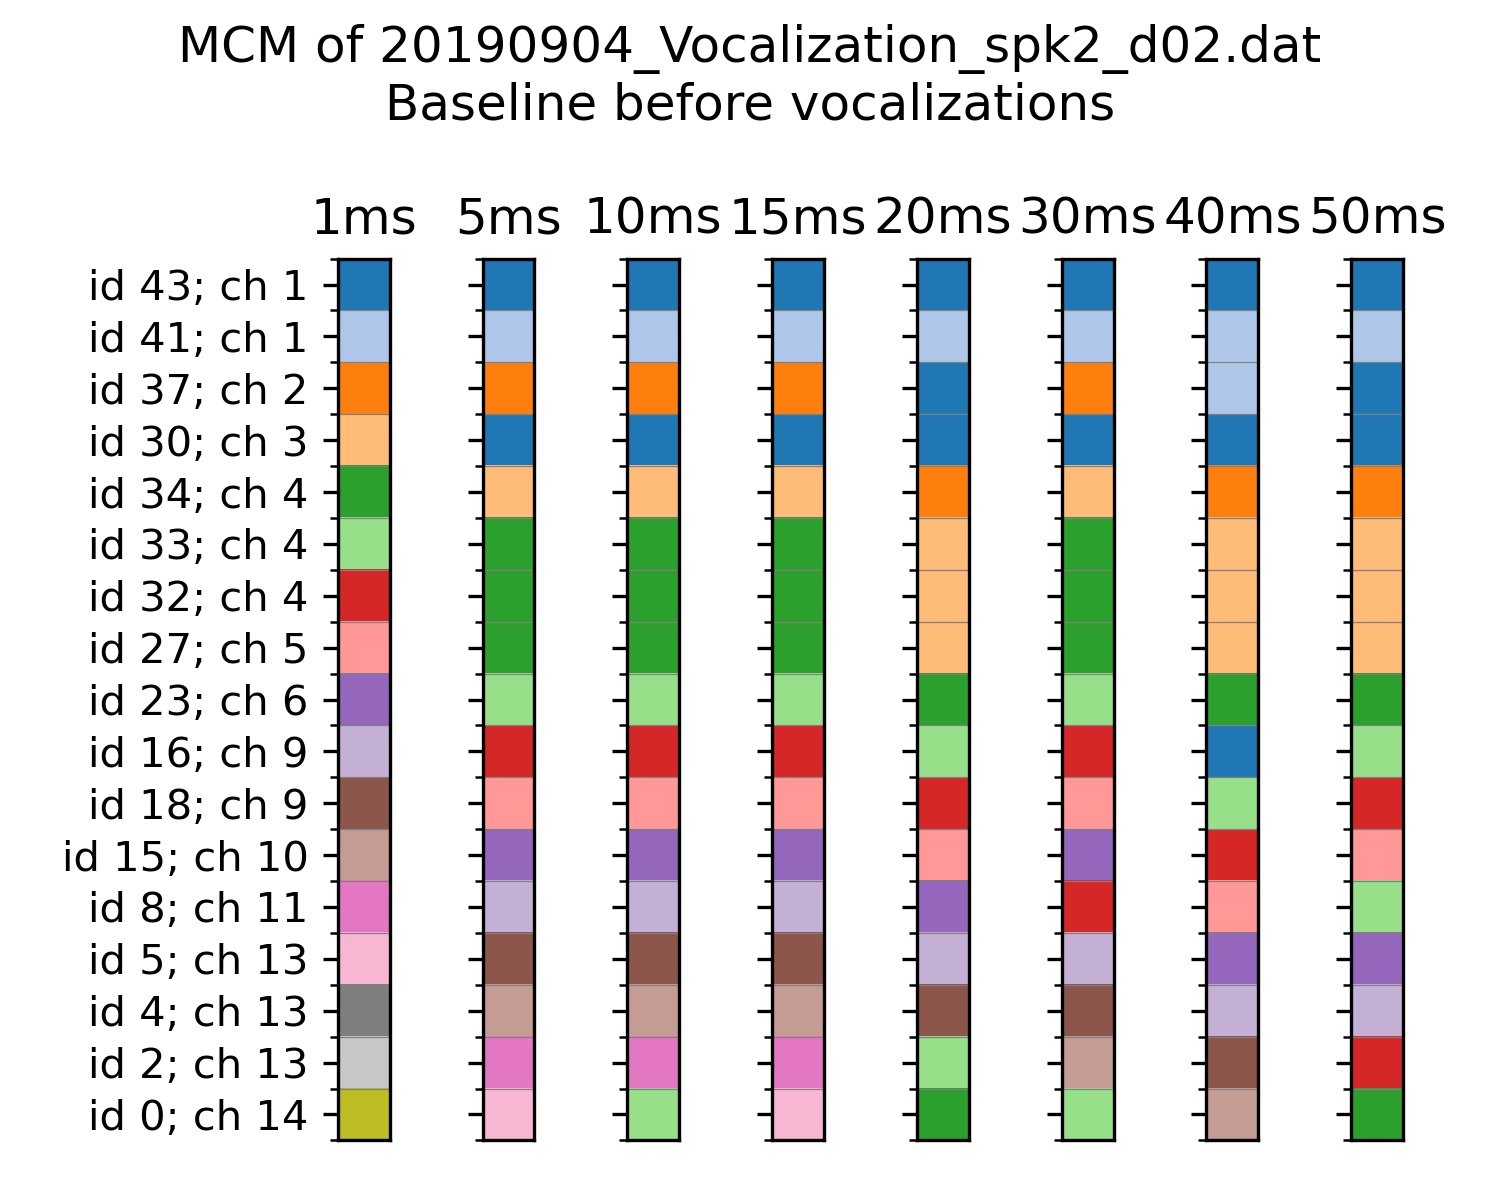 MCM of 20190904_Vocalization_spk2_d02.dat
Baseline before vocalizations
1ms 5ms 10ms 15ms 20ms 30ms 40ms 50ms
id 43; ch 1
id 41; ch 1
id 37; ch 2
id 30; ch 3
id 34; ch 4
id 33; ch 4
id 32; ch 4
id 27; ch 5
id 23; ch 6
id 16; ch 9
id 18; ch 9
id 15; ch 10
id 8; ch 11
id 5; ch 13
id 4; ch 13
id 2; ch 13
id 0; ch 14